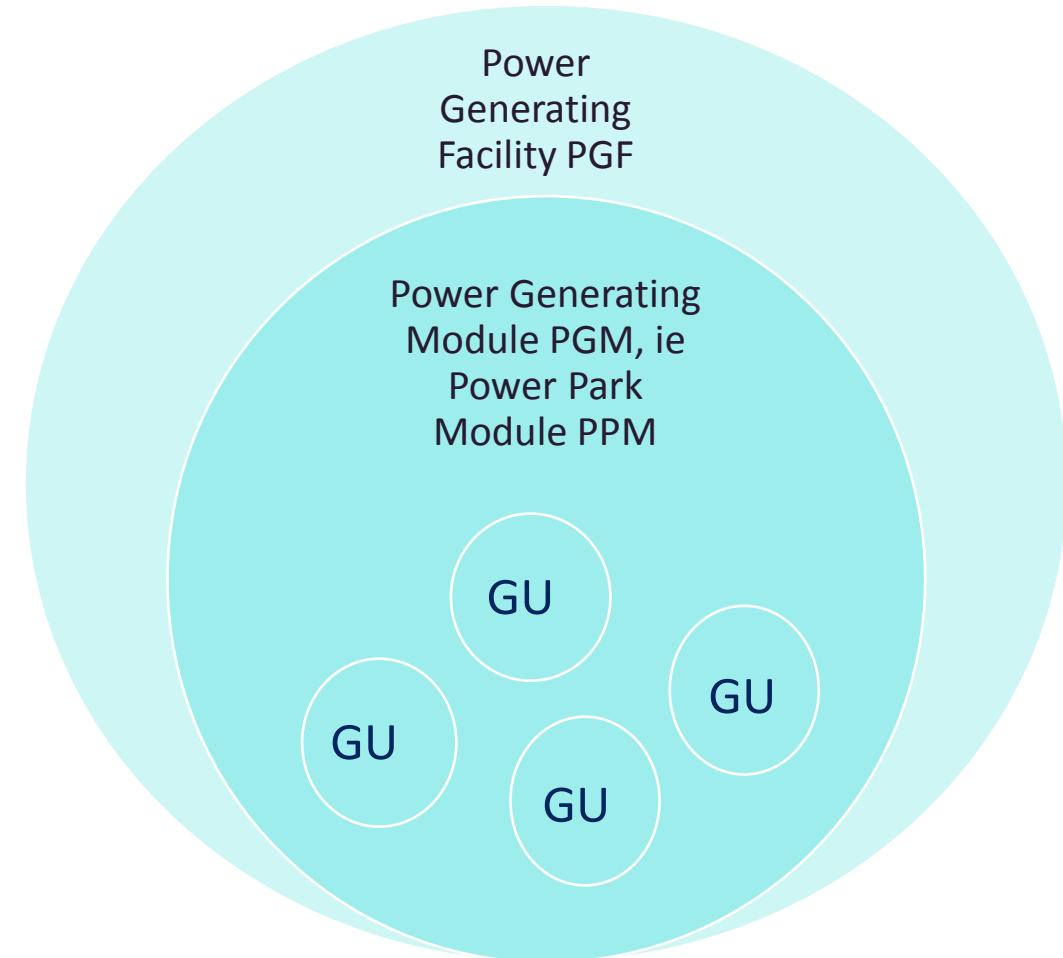 Power
Generating
Facility PGF
Power Generating
Module PGM, ie
Power Park
Module PPM
GU
GU
GU
GU